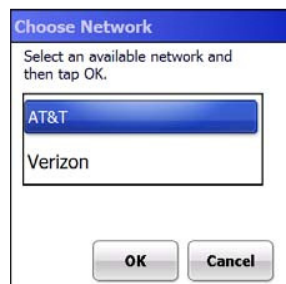 Choose Network
Select an available network and
then tap OK.
AT&T
Verizon
OK Cancel